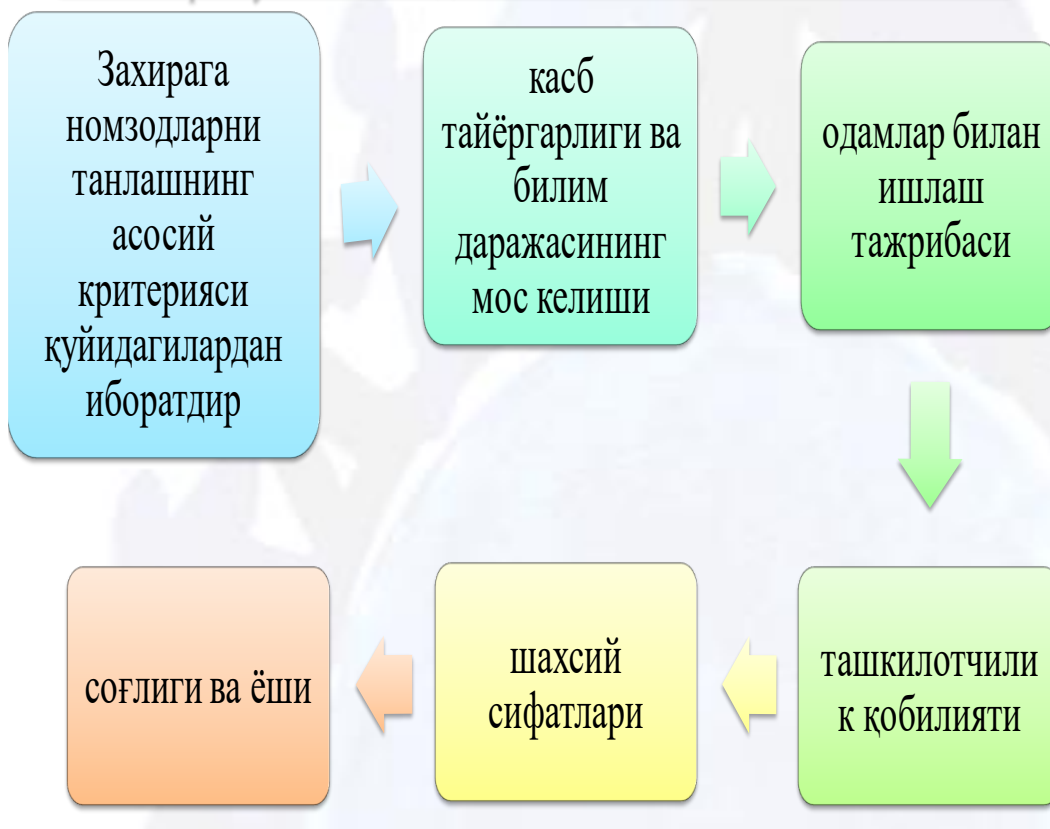 Захирага
номзодларни
танлашнинг
асосий
критерияси
қуйидагилардан
иборатдир
касб
тайёргарлиги ва
билим
даражасининг
мос келиши
одамлар билан
ишлаш
тажрибаси
ташкилотчили
к қобилияти
шахсий
сифатлари
соғлиги ва ёши